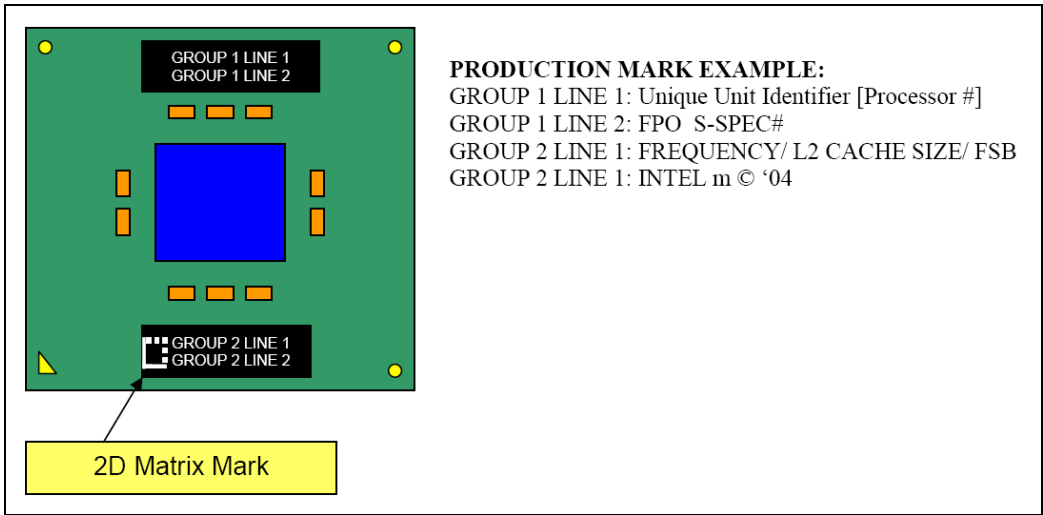 GROUP 1 LINE 1
GROUP 1 LINE 2
PRODUCTION MARK EXAMPLE:
GROUP 1 LINE 1: Unique Unit Identifier [Processor #]
GROUP 1 LINE 2: FPO  S-SPEC#
GROUP 2 LINE 1: FREQUENCY/ L2 CACHE SIZE/ FSB
GROUP 2 LINE 1: INTEL m © ‘04
GROUP 2 LINE 1
GROUP 2 LINE 2
2D Matrix Mark